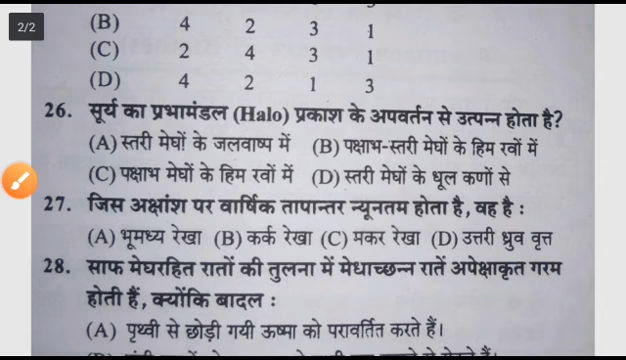 2/2
(B) 4 2 3 1
(C) 2 4 3 1
(D) 4 2 1 3
26. सूर्य का प्रभामंडल (Halo) प्रकाश के अपवर्तन से उत्पन्न होता है?
(A) स्तरी मेघों के जलवाष्प में (B) पक्षाभ-स्तरी मेघों के हिम रवों में
(C) पक्षाभ मेघों के हिम रवों में (D) स्तरी मेघों के धूल कणों से
27. जिस अक्षांश पर वार्षिक तापान्तर न्यूनतम होता है, वह है :
(A) भूमध्य रेखा (B) कर्क रेखा (C) मकर रेखा (D) उत्तरी ध्रुव वृत्त
28. साफ मेघरहित रातों की तुलना में मेधाच्छन्न रातें अपेक्षाकृत गरम
होती हैं, क्योंकि बादल :
(A) पृथ्वी से छोड़ी गयी ऊष्मा को परावर्तित करते हैं।